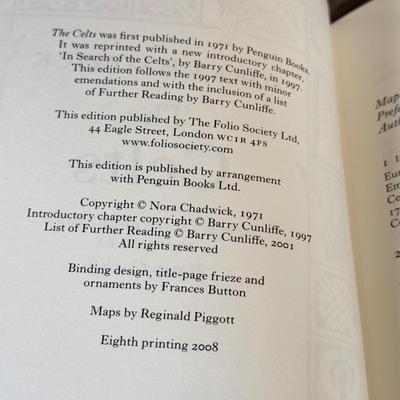 The Celts was first published in 1971 by Penguin Books.
It was reprinted with a new introductory chapter,
'In Search of the Celts', by Barry Cunliffe, in 1997.
This edition follows the 1997 text with minor
emendations and with the inclusion of a list
of Further Reading by Barry Cunliffe.
This edition published by The Folio Society Ltd,
44 Eagle Street, London WC1R 4FS
www.foliosociety.com
This edition is published by arrangement
with Penguin Books Ltd.
Copyright © Nora Chadwick, 1971
Introductory chapter copyright © Barry Cunliffe, 1997
List of Further Reading © Barry Cunliffe, 2001
All rights reserved
Binding design, title-page frieze and
ornaments by Frances Button
Maps by Reginald Piggott
Eighth printing 2008